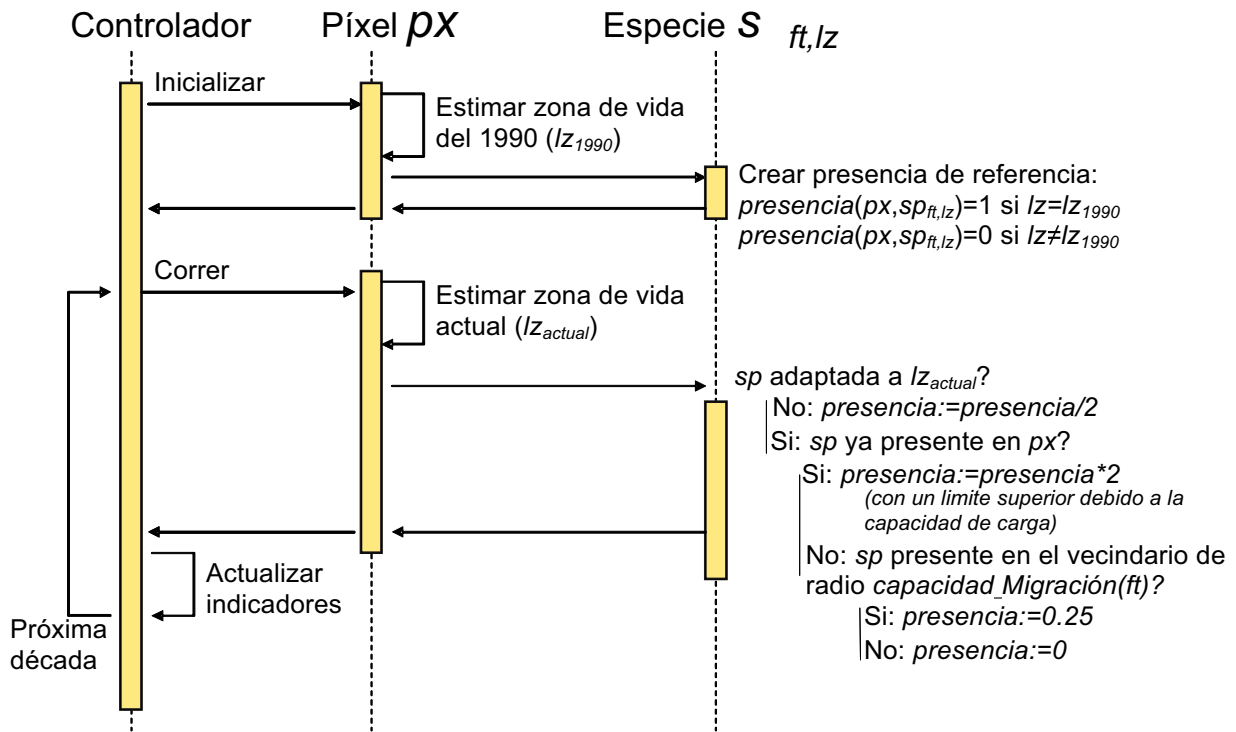 Controlador
Píxel px
Especie s ft,lz
Inicializar
Estimar zona de vida
del 1990 (lz1990)
Crear presencia de referencia:
presencia(px,spft,lz)=1 si lz=lz1990
presencia(px,spft,lz)=0 si lz≠lz1990
Correr
Estimar zona de vida
actual (lzactual)
sp adaptada a lzactual?
No: presencia:=presencia/2
Si: sp ya presente en px?
Si: presencia:=presencia*2
(con un limite superior debido a la
capacidad de carga)
No: sp presente en el vecindario de
radio capacidad_Migración(ft)?
Si: presencia:=0.25
No: presencia:=0
Actualizar
indicadores
Próxima
década